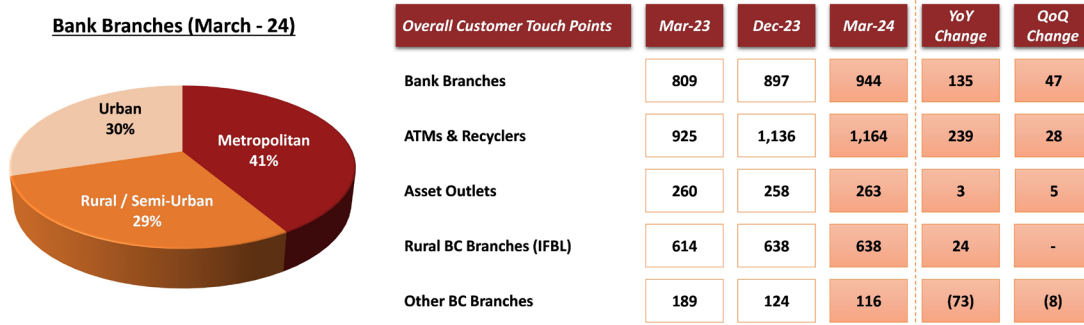 Bank Branches (March - 24)
Urban
30%
Metropolitan
41%
Rural / Semi-Urban
29%
Overall Customer Touch Points Mar-23 Dec-23 Mar-24 YoY Change QoQ Change
Bank Branches 809 897 944 135 47
ATMs & Recyclers 925 1,136 1,164 239 28
Asset Outlets 260 258 263 3 5
Rural BC Branches (IFBL) 614 638 638 24 -
Other BC Branches 189 124 116 (73) (8)